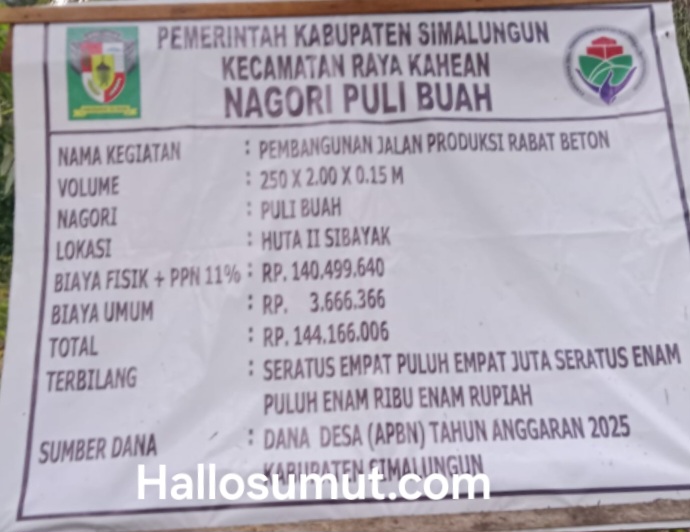 PEMERINTAH KABUPATEN SIMALUNGUN
KECAMATAN RAYA KAHEAN
NAGORI PULI BUAH
NAMA KEGIATAN : PEMBANGUNAN JALAN PRODUKSI RABAT BETON
VOLUME : 250 X 2.00 X 0.15 M
NAGORI : PULI BUAH
LOKASI : HUTA II SIBAYAK
BIAYA FISIK + PPN 11% : RP. 140.499.640
BIAYA UMUM : RP. 3.666.366
TOTAL : RP. 144.166.006
TERBILANG : SERATUS EMPAT PULUH EMPAT JUTA SERATUS ENAM
PULUH ENAM RIBU ENAM RUPIAH
SUMBER DANA : DANA DESA (APBN) TAHUN ANGGARAN 2025
KABUPATEN SIMALUNGUN
Hallosumut.com